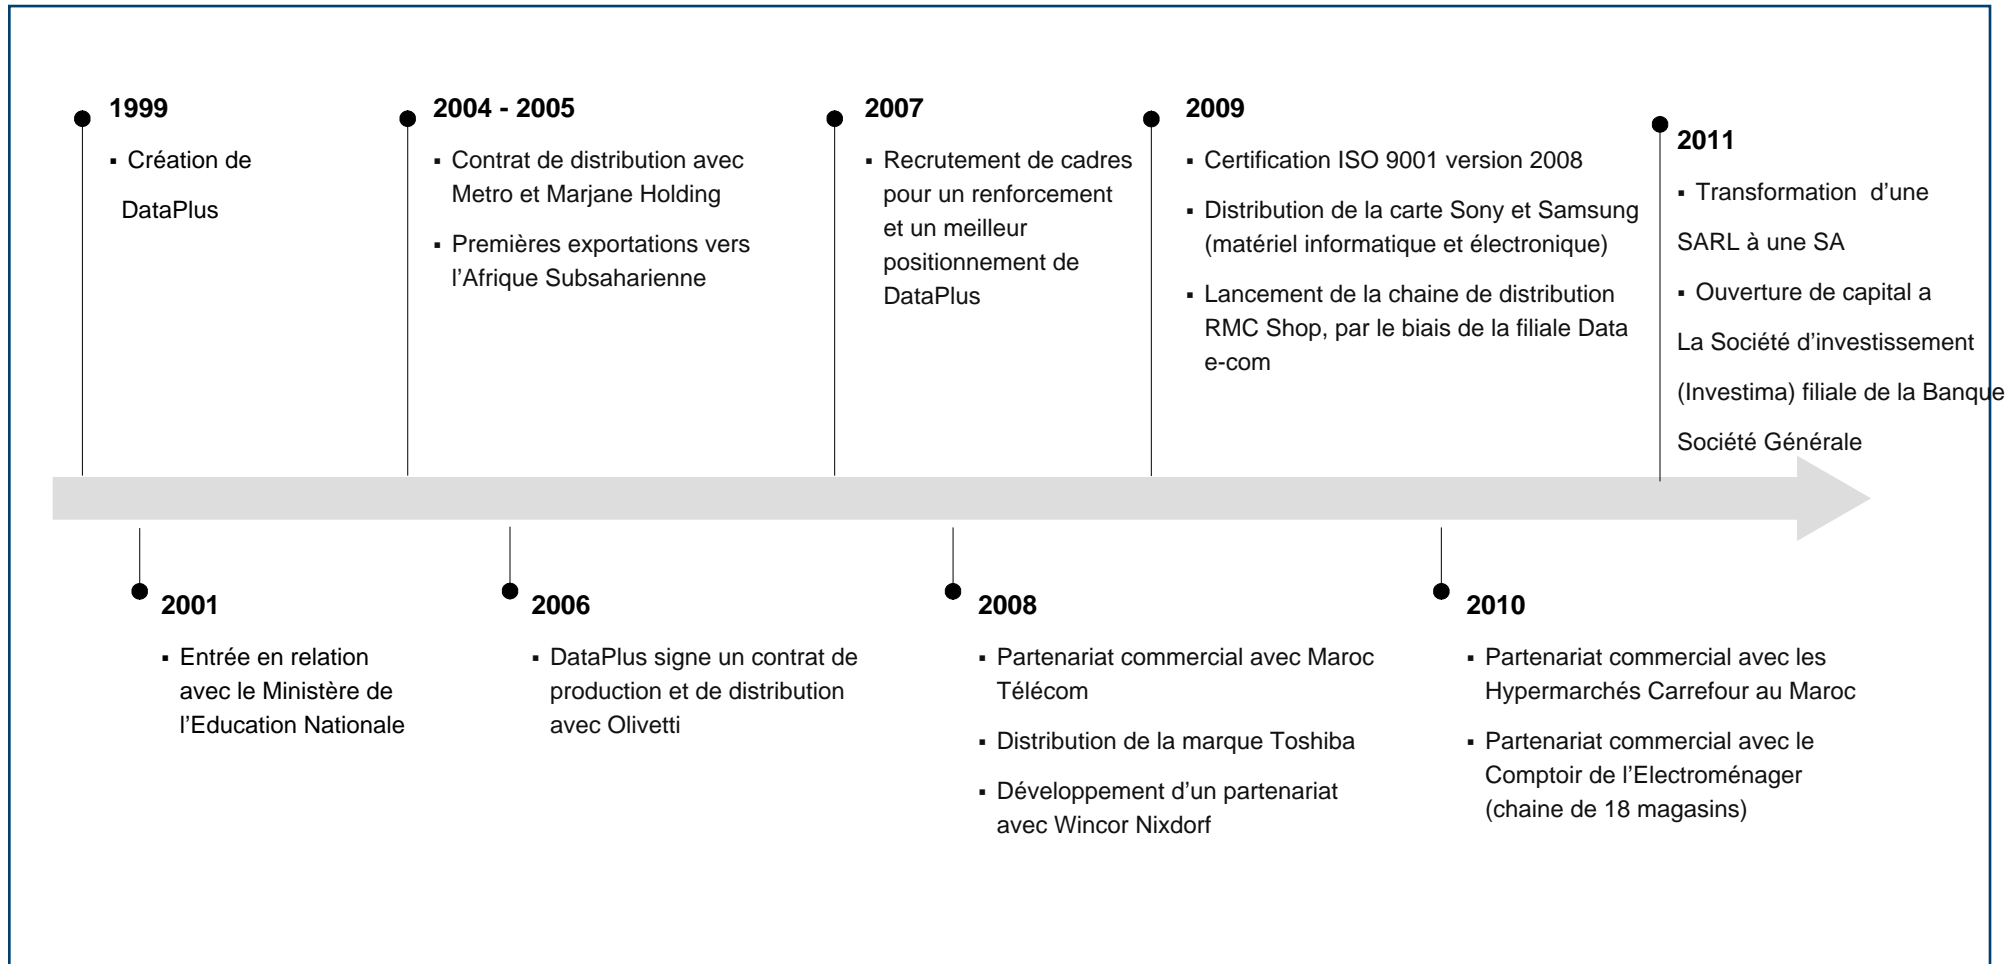 1999
▪ Création de
DataPlus
2004 - 2005
▪ Contrat de distribution avec
Metro et Marjane Holding
▪ Premières exportations vers
l’Afrique Subsaharienne
2007
▪ Recrutement de cadres
pour un renforcement
et un meilleur
positionnement de
DataPlus
2009
▪ Certification ISO 9001 version 2008
▪ Distribution de la carte Sony et Samsung
(matériel informatique et électronique)
▪ Lancement de la chaine de distribution
RMC Shop, par le biais de la filiale Data
e-com
2011
▪ Transformation d’une
SARL à une SA
▪ Ouverture de capital a
La Société d’investissement
(Investima) filiale de la Banque
Société Générale
2001
▪ Entrée en relation
avec le Ministère de
l’Education Nationale
2006
▪ DataPlus signe un contrat de
production et de distribution
avec Olivetti
2008
▪ Partenariat commercial avec Maroc
Télécom
▪ Distribution de la marque Toshiba
▪ Développement d’un partenariat
avec Wincor Nixdorf
2010
▪ Partenariat commercial avec les
Hypermarchés Carrefour au Maroc
▪ Partenariat commercial avec le
Comptoir de l’Electroménager
(chaine de 18 magasins)